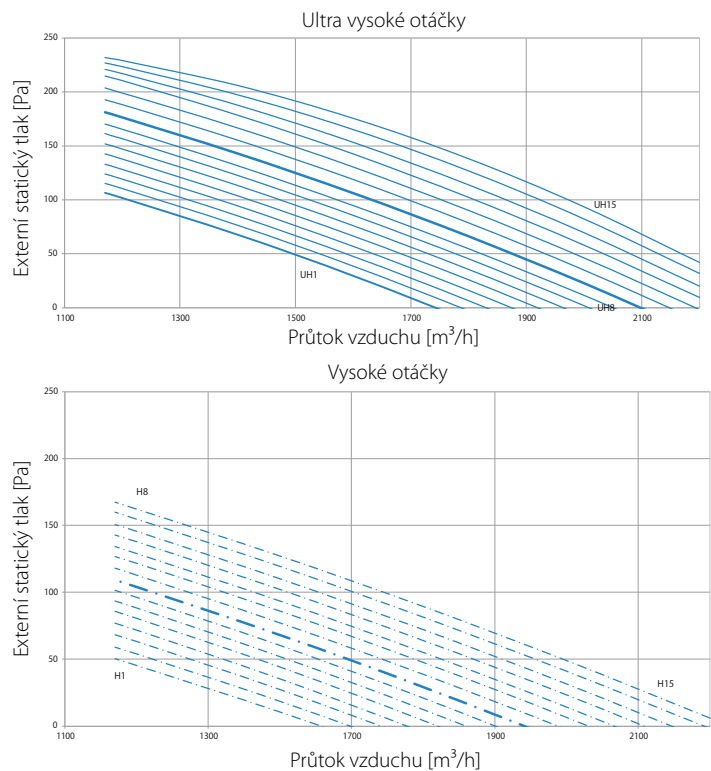 Ultra vysoké otáčky
Externí statický tlak [Pa]
250
200
150
100
50
0
UH15
UH1
UH8
1100
1300
1500
1700
1900
2100
Průtok vzduchu [m³/h]
Vysoké otáčky
Externí statický tlak [Pa]
250
200
150
100
50
0
H8
H1
H15
1100
1300
1700
1900
2100
Průtok vzduchu [m³/h]